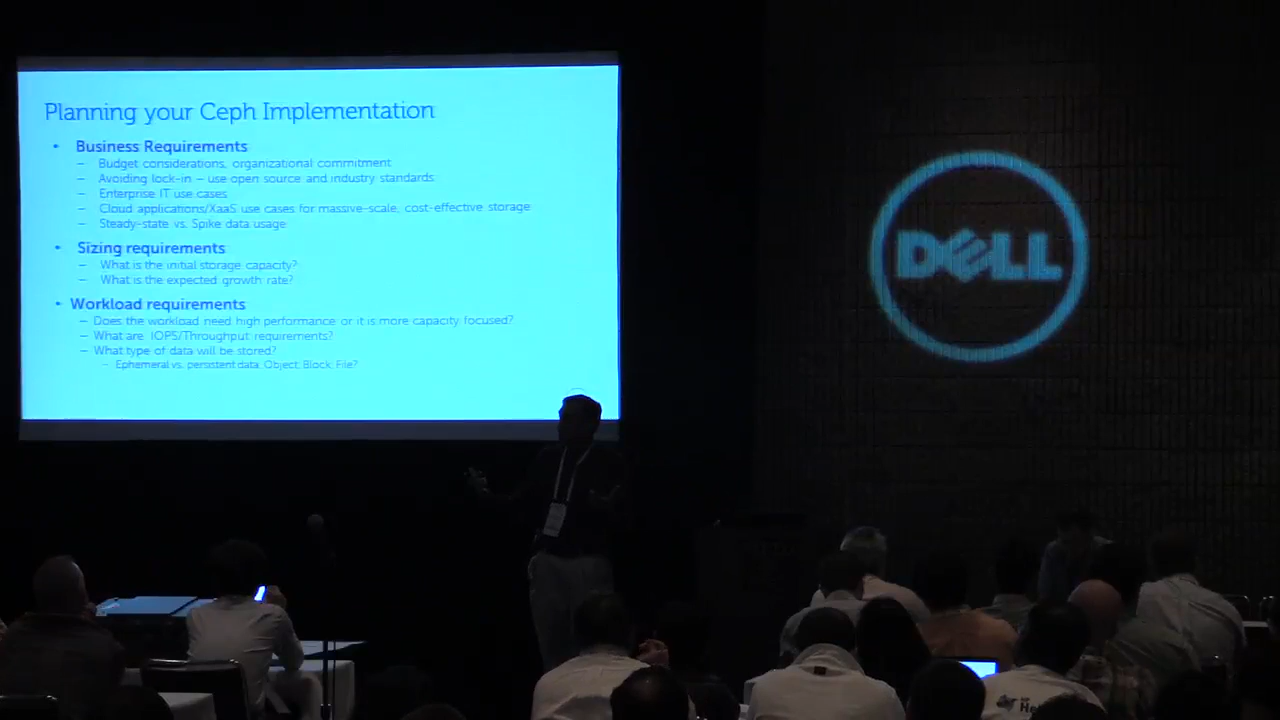 Planning your Ceph Implementation
• Business Requirements
– Budget considerations, organizational commitment
– Avoiding lock-in – use open source and industry standards
– Enterprise IT use cases
– Cloud applications/XaaS use cases for massive-scale, cost-effective storage
– Steady-state vs. Spike data usage
• Sizing requirements
– What is the initial storage capacity?
– What is the expected growth rate?
• Workload requirements
– Does the workload need high performance or it is more capacity focused?
– What are IOPS/Throughput requirements?
– What type of data will be stored?
– Ephemeral vs. persistent data, Object, Block, File?
DELL